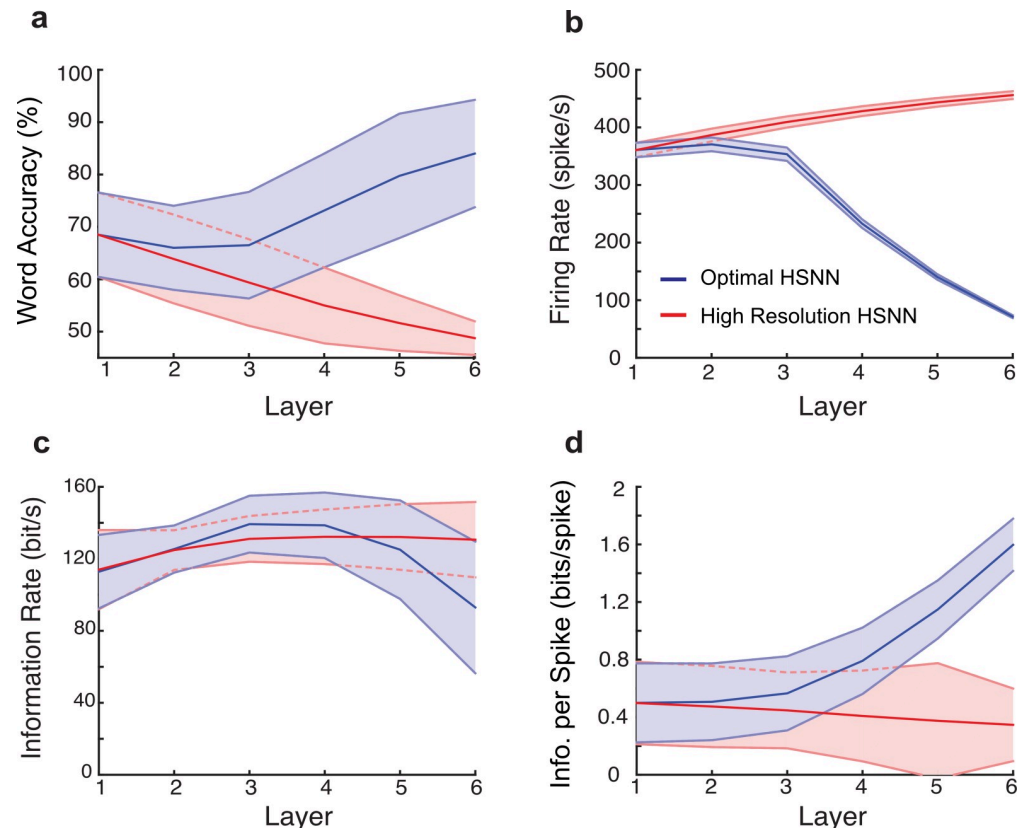 a
100
90
80
70
60
50
Word Accuracy (%)
1 2 3 4 5 6
Layer
b
500
400
300
200
100
0
Firing Rate (spike/s)
Optimal HSNN
High Resolution HSNN
1 2 3 4 5 6
Layer
c
160
120
80
40
0
Information Rate (bit/s)
1 2 3 4 5 6
Layer
d
2
1.6
1.2
0.8
0.4
0
Info. per Spike (bits/spike)
1 2 3 4 5 6
Layer